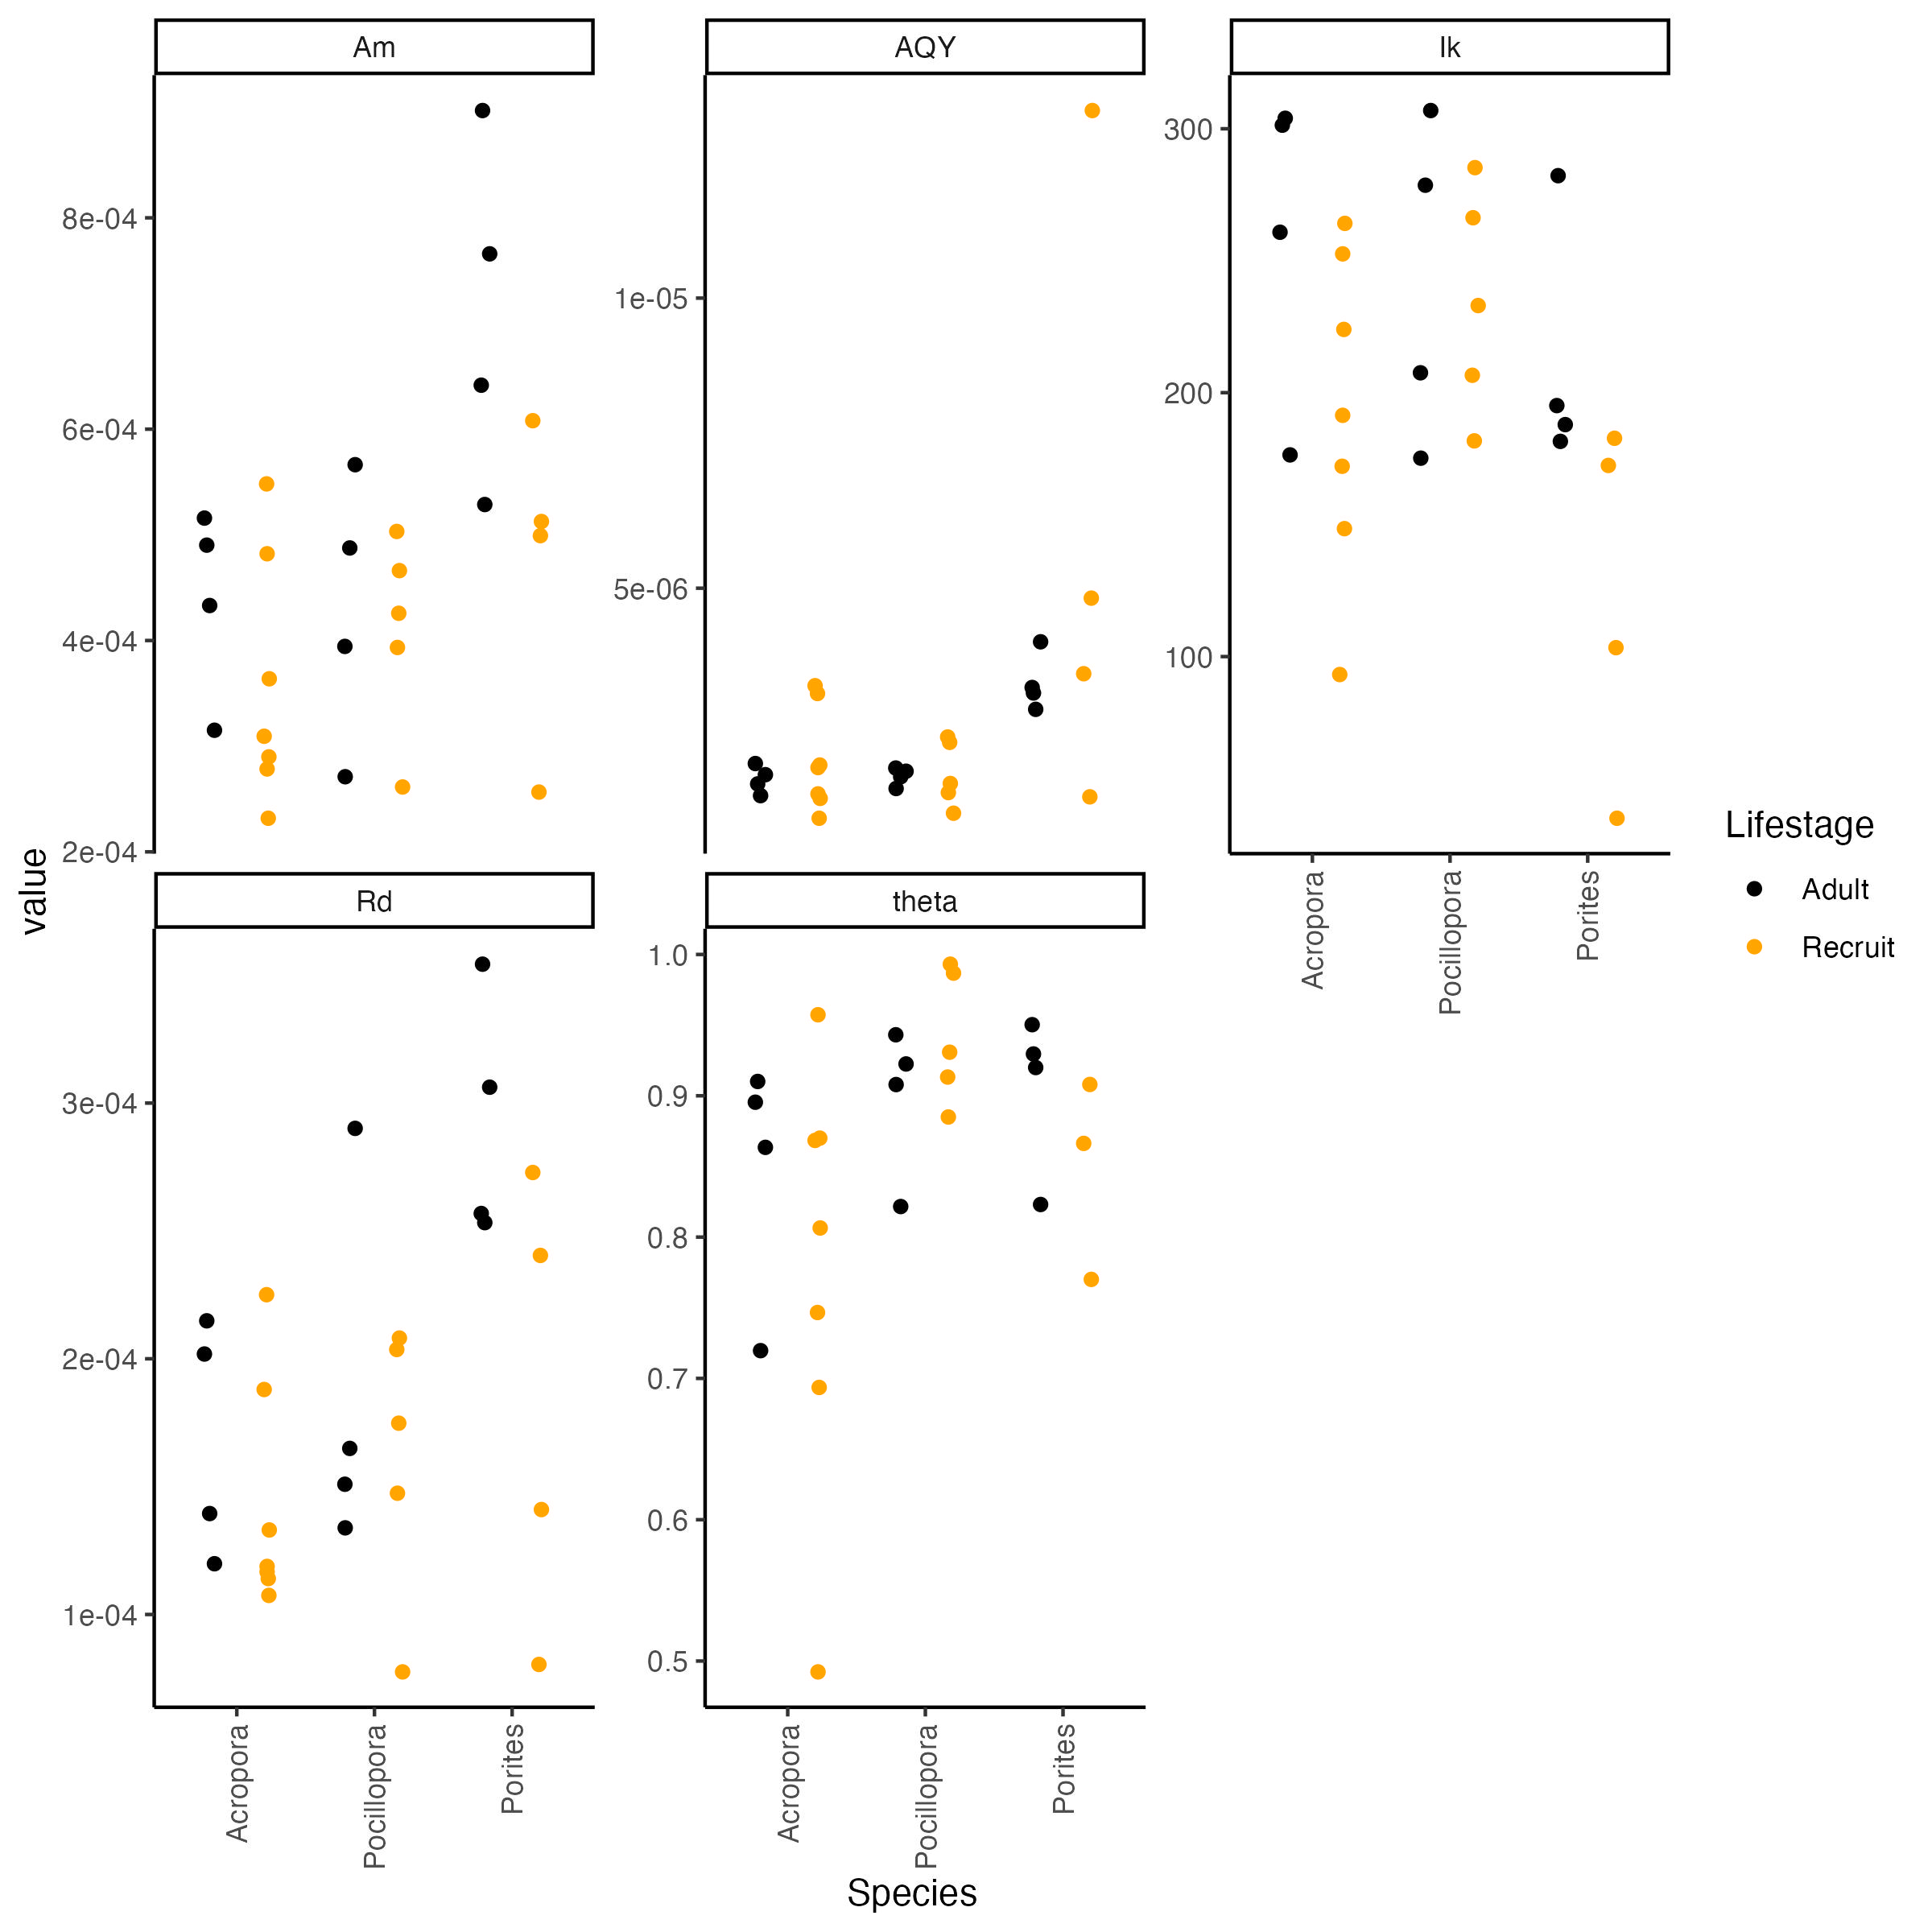 Am
AQY
Ik
8e-04
6e-04
4e-04
2e-04
1e-05
5e-06
300
200
100
Acropora
Pocillopora
Porites
value
Lifestage
Adult
Recruit
Rd
theta
3e-04
2e-04
1e-04
1.0
0.9
0.8
0.7
0.6
0.5
Acropora
Pocillopora
Porites
Acropora
Pocillopora
Porites
Species